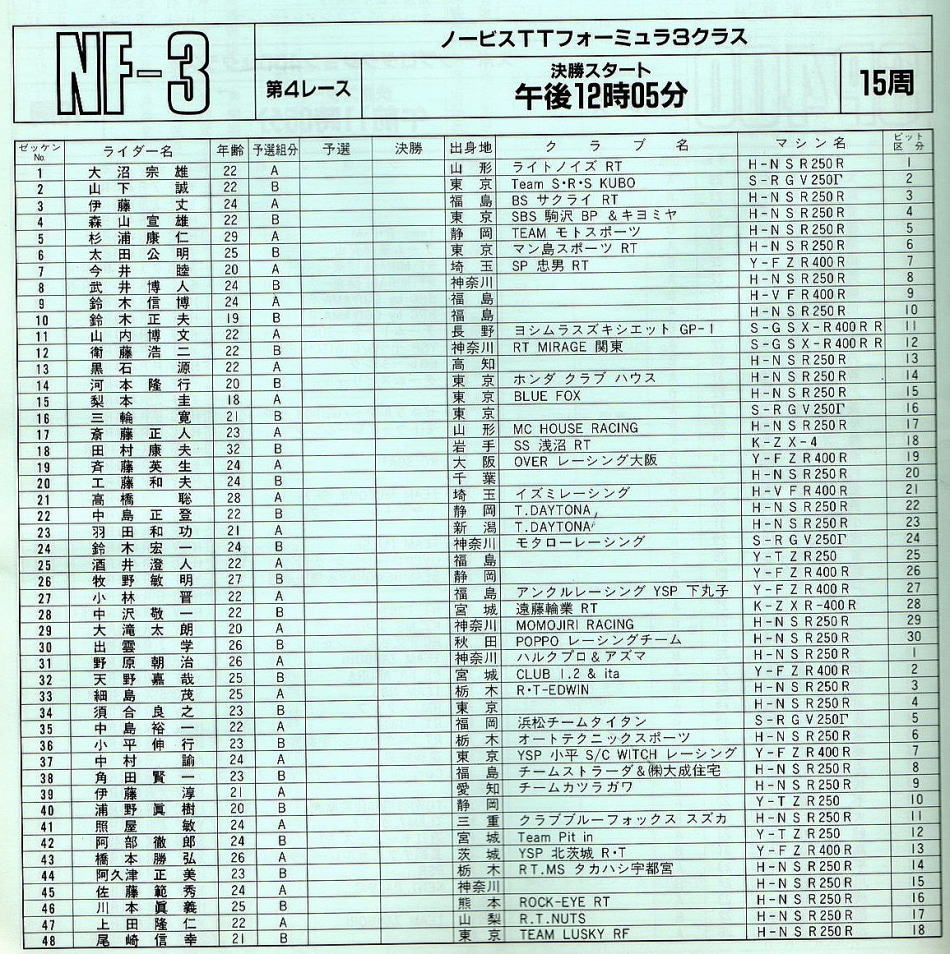 NF-3
ノービスTTフォーミュラ3クラス
第4レース 決勝スタート 午後12時05分 15周
ゼッケンNo. ライダー名 年齢 予選組分 予選 決勝 出身地 クラブ名 マシン名 ピット区分
1 大沼宗雄 22 A 山形 ライトノイズ RT H-NSR250R 1
2 山下誠 22 B 東京 Team S・R・S KUBO S-RGV250Γ 2
3 伊藤丈 24 A 福島 BS サクライ RT H-NSR250R 3
4 森山宣雄 22 B 東京 SBS 駒沢 BP &キヨミヤ H-NSR250R 4
5 杉浦康仁 29 A 静岡 TEAM モトスポーツ H-NSR250R 5
6 太田公明 25 B 東京 マン島スポーツ RT H-NSR250R 6
7 今井睦 20 A 埼玉 SP 忠男 RT Y-FZR400R 7
8 武井博人 24 B 神奈川 H-NSR250R 8
9 鈴木信博 24 A 福島 H-VFR400R 9
10 鈴木正夫 19 B 福島 H-NSR250R 10
11 山内博文 22 A 長野 ヨシムラスズキシエット GP-1 S-GSX-R400RR 11
12 衛藤浩二 22 B 神奈川 RT MIRAGE 関東 S-GSX-R400RR 12
13 黒石源 22 A 高知 H-NSR250R 13
14 河本隆行 20 B 東京 ホンダ クラブ ハウス H-NSR250R 14
15 梨本圭 18 A 東京 BLUE FOX H-NSR250R 15
16 三輪寛 21 B 東京 S-RGV250Γ 16
17 斎藤正人 23 A 山形 MC HOUSE RACING H-NSR250R 17
18 田村康夫 32 B 岩手 SS 浅沼 RT K-ZX-4 18
19 斉藤英生 24 A 大阪 OVER レーシング大阪 Y-FZR400R 19
20 工藤和夫 24 B 千葉 H-NSR250R 20
21 高橋聡 28 A 埼玉 イズミレーシング H-VFR400R 21
22 中島正登 22 B 静岡 T.DAYTONA H-NSR250R 22
23 羽田和功 21 A 新潟 T.DAYTONA H-NSR250R 23
24 鈴木宏一 24 B 神奈川 モタローレーシング S-RGV250Γ 24
25 酒井澄人 22 A 福島 Y-TZR250 25
26 牧野敏明 27 B 静岡 Y-FZR400R 26
27 小林晋 22 A 福島 アンクルレーシング YSP 下丸子 Y-FZR400R 27
28 中沢敬一 22 B 宮城 遠藤輪業 RT K-ZXR-400R 28
29 大滝太朗 20 A 神奈川 MOMOJIRI RACING H-NSR250R 29
30 出雲学 26 B 秋田 POPPO レーシングチーム H-NSR250R 30
31 野原朝治 26 A 神奈川 ハルクプロ&アズマ H-NSR250R 1
32 天野嘉哉 25 B 宮城 CLUB 1.2 & ita Y-FZR400R 2
33 細島茂 25 A 栃木 R・T-EDWIN H-NSR250R 3
34 須合良之 23 B 東京 H-NSR250R 4
35 中島裕一 22 A 福岡 浜松チームタイタン S-RGV250Γ 5
36 小平伸行 23 B 栃木 オートテクニックスポーツ H-NSR250R 6
37 中村諭 24 A 東京 YSP 小平 S/C WITCH レーシング Y-FZR400R 7
38 角田賢一 23 B 福島 チームストラーダ&㈱大成住宅 H-NSR250R 8
39 伊藤淳 21 A 愛知 チームカツラガワ H-NSR250R 9
40 浦野眞樹 20 B 静岡 Y-TZR250 10
41 照屋敏 24 A 三重 クラブブルーフォックス スズカ H-NSR250R 11
42 阿部徹郎 24 B 宮城 Team Pit in Y-TZR250 12
43 橋本勝弘 26 A 茨城 YSP 北茨城 R・T Y-FZR400R 13
44 阿久津正美 23 B 栃木 RT.MS タカハシ宇都宮 H-NSR250R 14
45 佐藤範秀 24 A 神奈川 H-NSR250R 15
46 川本眞義 25 B 熊本 ROCK-EYE RT H-NSR250R 16
47 上田隆仁 22 A 山梨 R.T.NUTS H-NSR250R 17
48 尾崎信幸 21 B 東京 TEAM LUSKY RF H-NSR250R 18